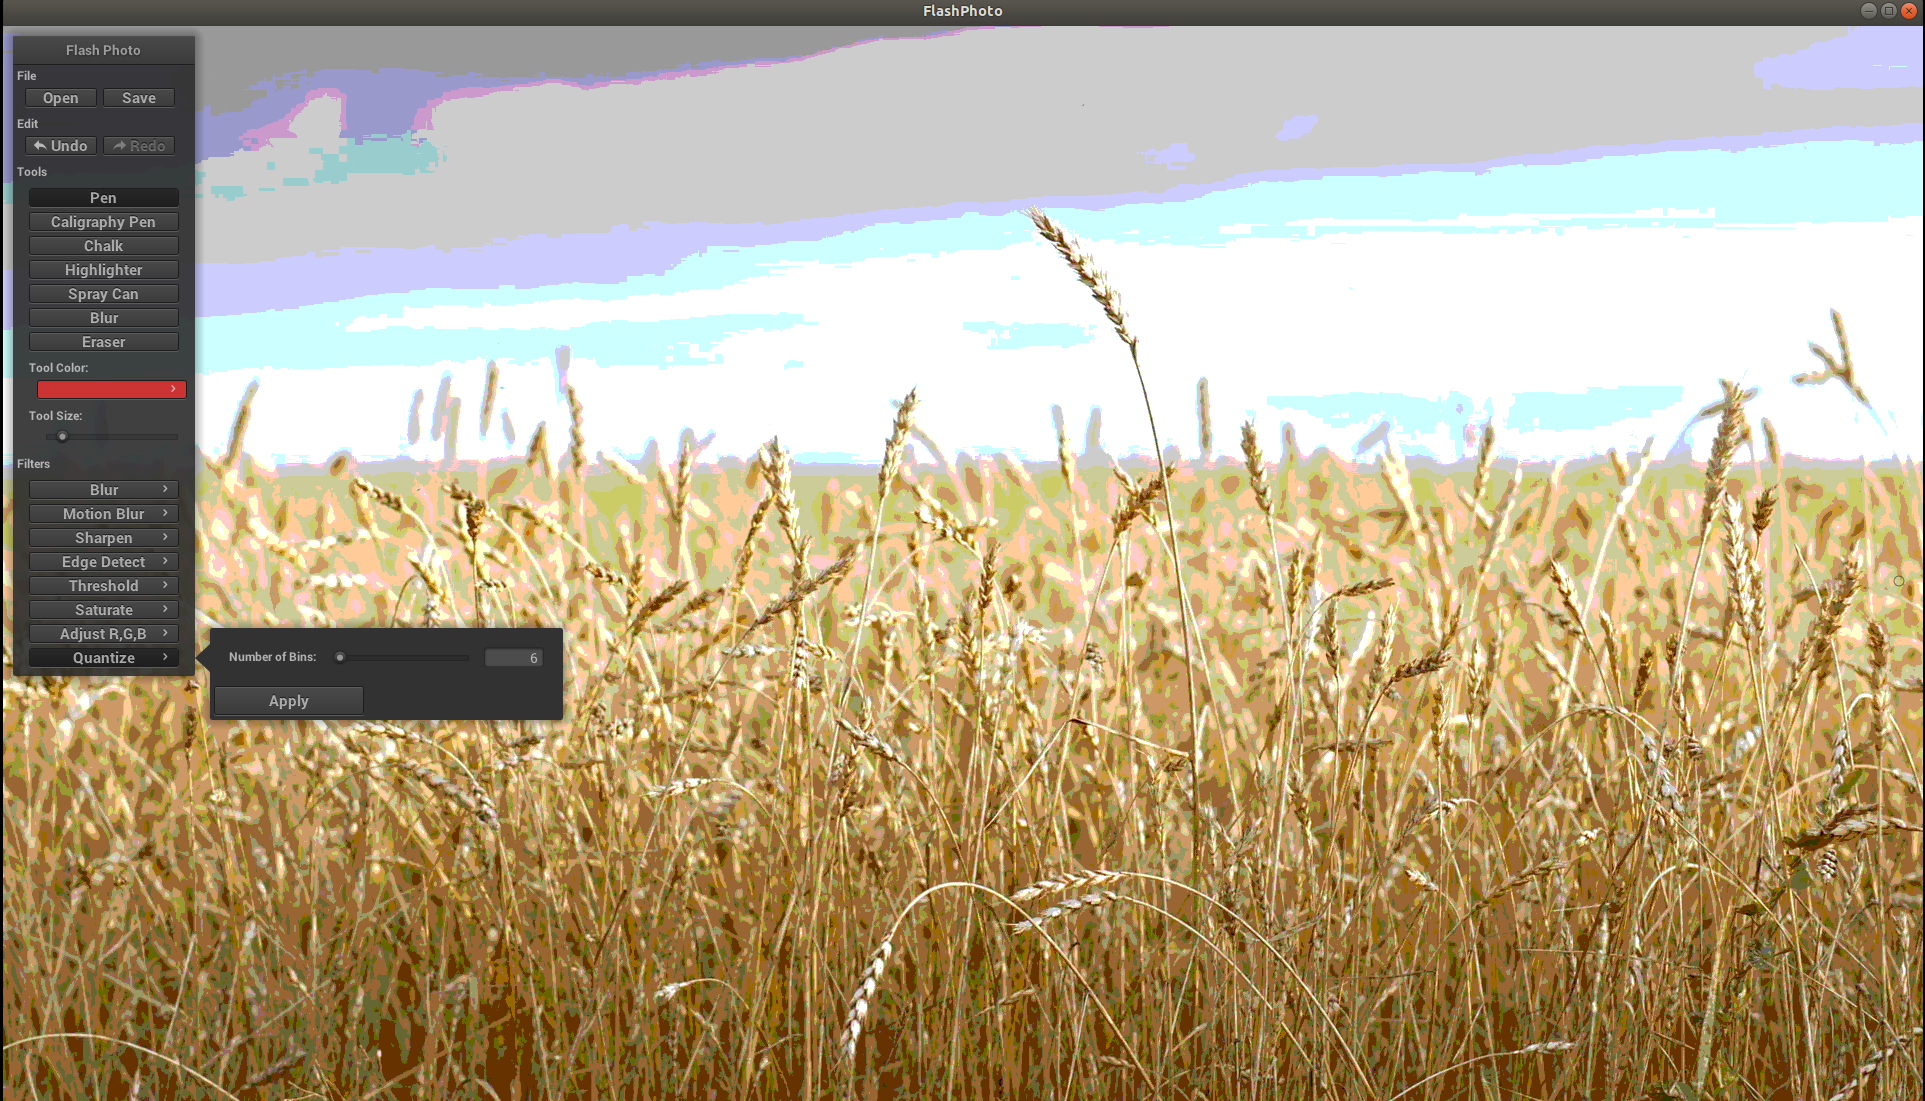 FlashPhoto
Flash Photo
File
Open Save
Edit
Undo Redo
Tools
Pen
Caligraphy Pen
Chalk
Highlighter
Spray Can
Blur
Eraser
Tool Color:
Tool Size:
Filters
Blur
Motion Blur
Sharpen
Edge Detect
Threshold
Saturate
Adjust R,G,B
Quantize
Number of Bins: 6
Apply